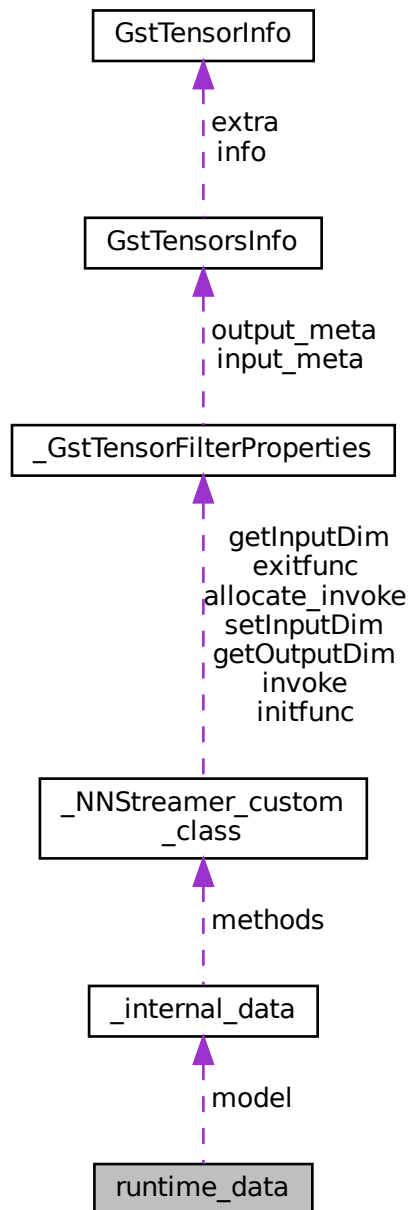 GstTensorInfo
extra
info
GstTensorsInfo
output_meta
input_meta
_GstTensorFilterProperties
getInputDim
exitfunc
allocate_invoke
setInputDim
getOutputDim
invoke
initfunc
_NNStreamer_custom
_class
methods
_internal_data
model
runtime_data